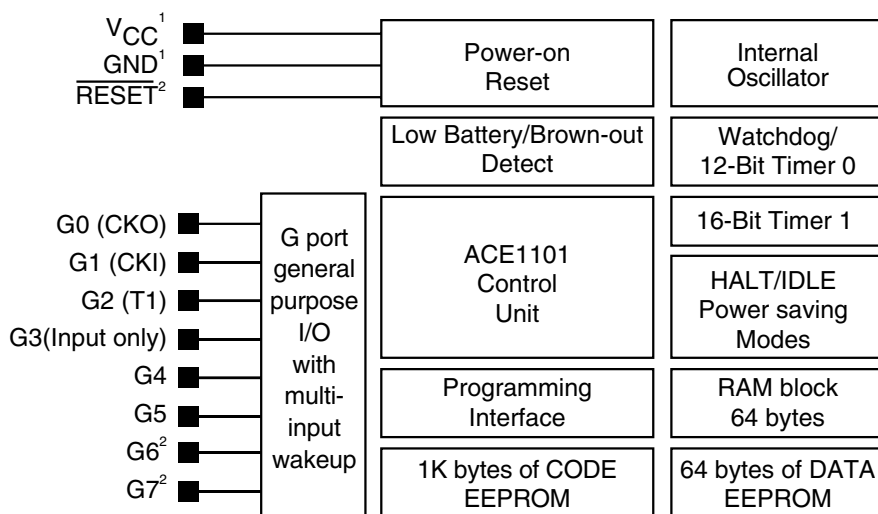 V_CC¹
GND¹
RESET²
Power-on
Reset
Internal
Oscillator
Low Battery/Brown-out
Detect
Watchdog/
12-Bit Timer 0
G0 (CKO)
G1 (CKI)
G2 (T1)
G3(Input only)
G4
G5
G6²
G7²
G port
general
purpose
I/O
with
multi-
input
wakeup
ACE1101
Control
Unit
16-Bit Timer 1
HALT/IDLE
Power saving
Modes
Programming
Interface
RAM block
64 bytes
1K bytes of CODE
EEPROM
64 bytes of DATA
EEPROM